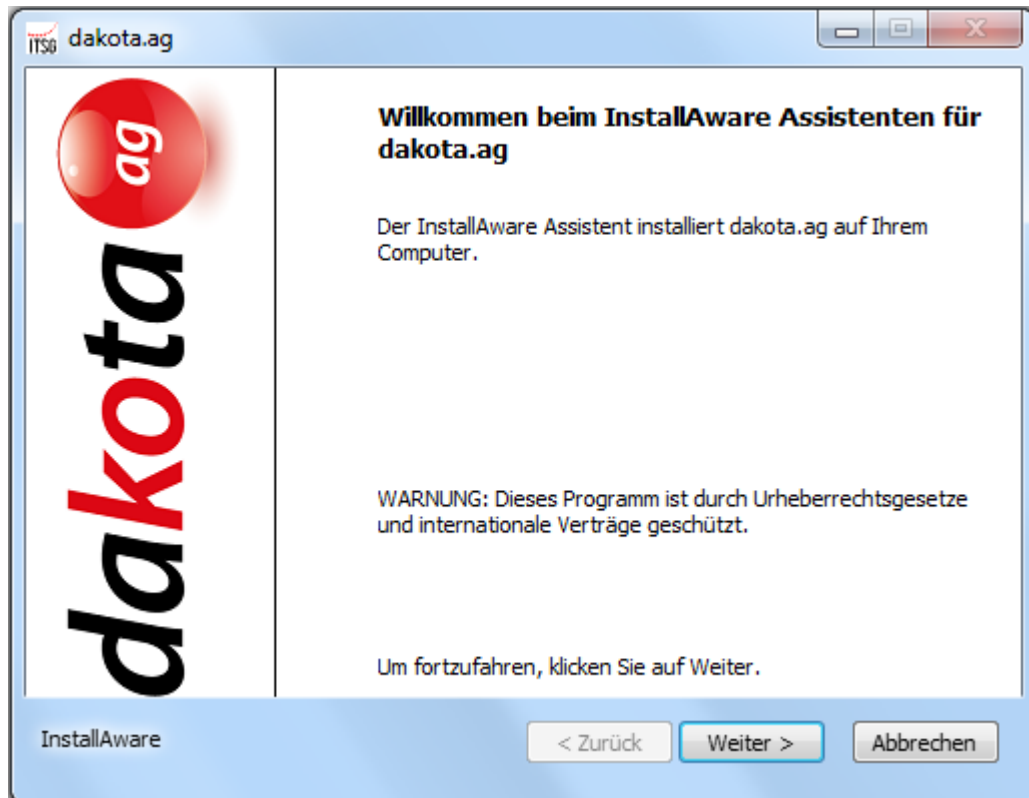 ITSG dakota.ag
dakota ag
Willkommen beim InstallAware Assistenten für
dakota.ag
Der InstallAware Assistent installiert dakota.ag auf Ihrem
Computer.
WARNUNG: Dieses Programm ist durch Urheberrechtsgesetze
und internationale Verträge geschützt.
Um fortzufahren, klicken Sie auf Weiter.
InstallAware
< Zurück Weiter > Abbrechen